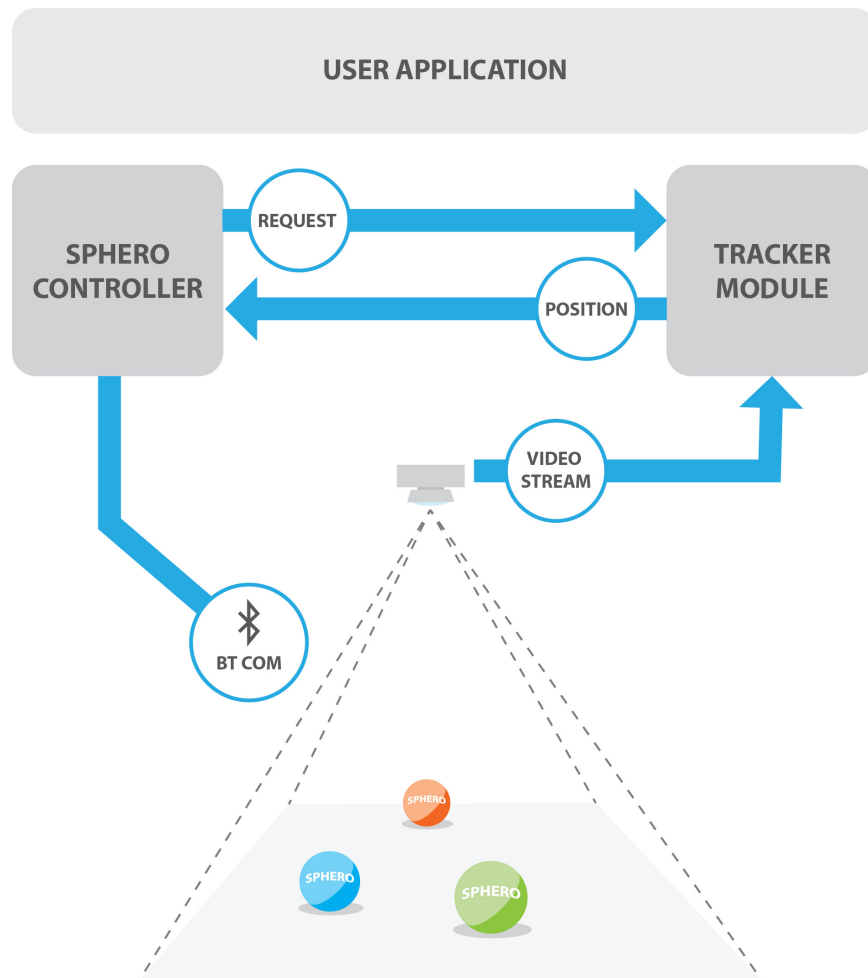 USER APPLICATION
SPHERO
CONTROLLER
REQUEST
TRACKER
MODULE
POSITION
VIDEO
STREAM
BT COM
SPHERO
SPHERO
SPHERO